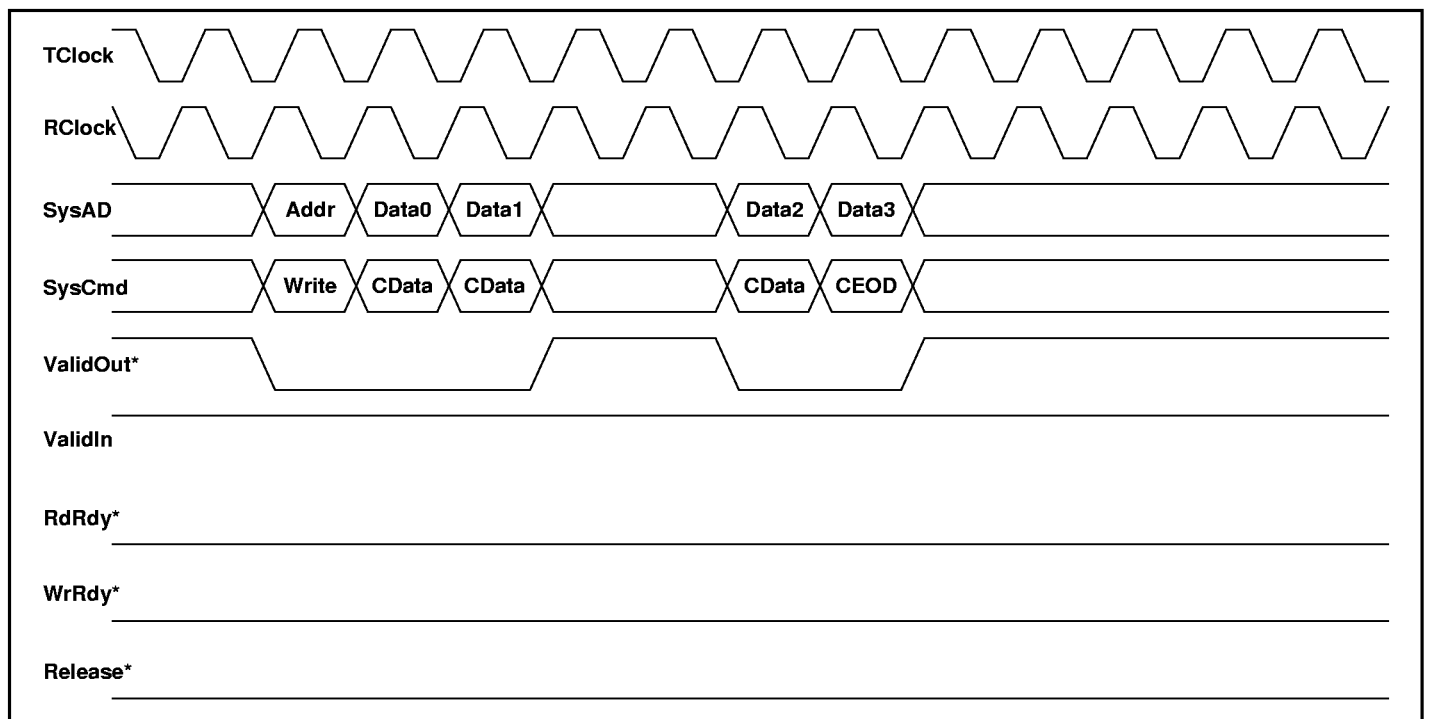 TClock
RClock
SysAD Addr Data0 Data1 Data2 Data3
SysCmd Write CData CData CData CEOD
ValidOut*
ValidIn
RdRdy*
WrRdy*
Release*